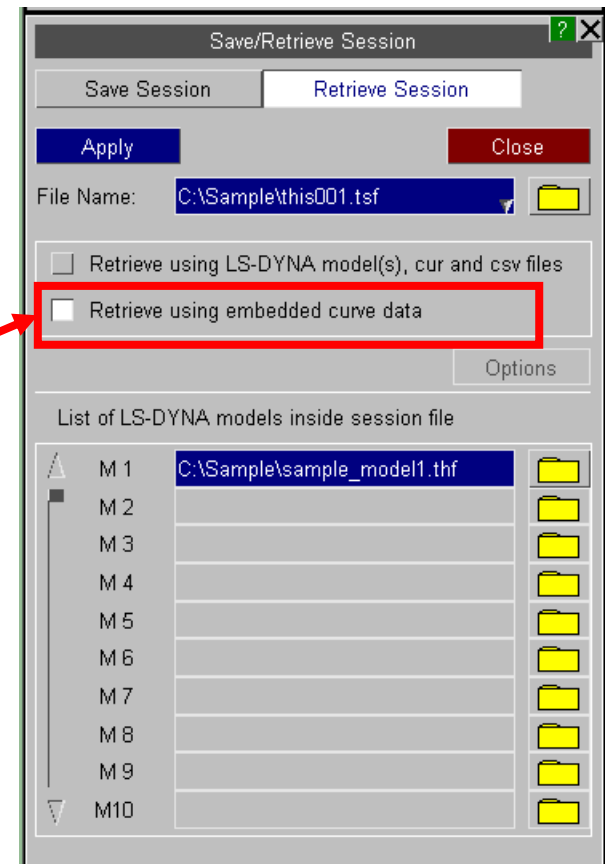 Save/Retrieve Session
?
Save Session Retrieve Session
Apply Close
File Name: C:\Sample\this001.tsf
Retrieve using LS-DYNA model(s), cur and csv files
Retrieve using embedded curve data
Options
List of LS-DYNA models inside session file
M 1 C:\Sample\sample_model1.thf
M 2
M 3
M 4
M 5
M 6
M 7
M 8
M 9
M10